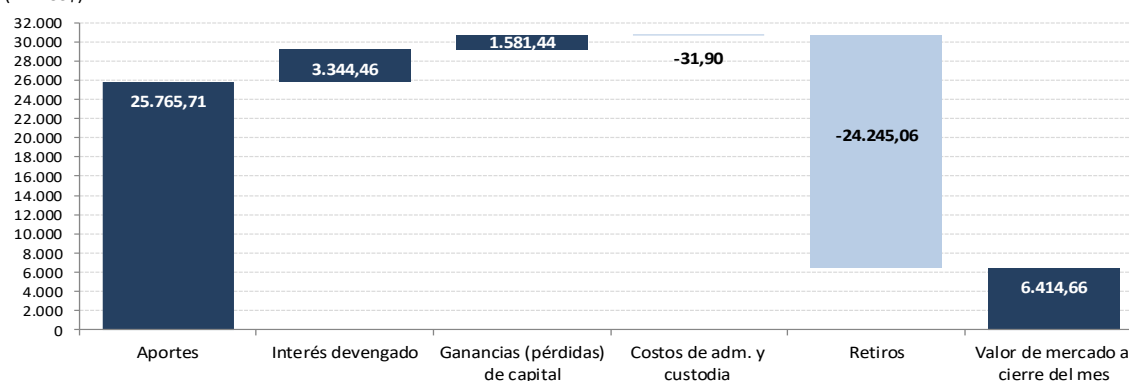 32.000
30.000
28.000
26.000
24.000
22.000
20.000
18.000
16.000
14.000
12.000
10.000
8.000
6.000
4.000
2.000
0
25.765,71
3.344,46
1.581,44
-31,90
-24.245,06
6.414,66
Aportes
Interés devengado
Ganancias (pérdidas)
de capital
Costos de adm. y
custodia
Retiros
Valor de mercado a
cierre del mes